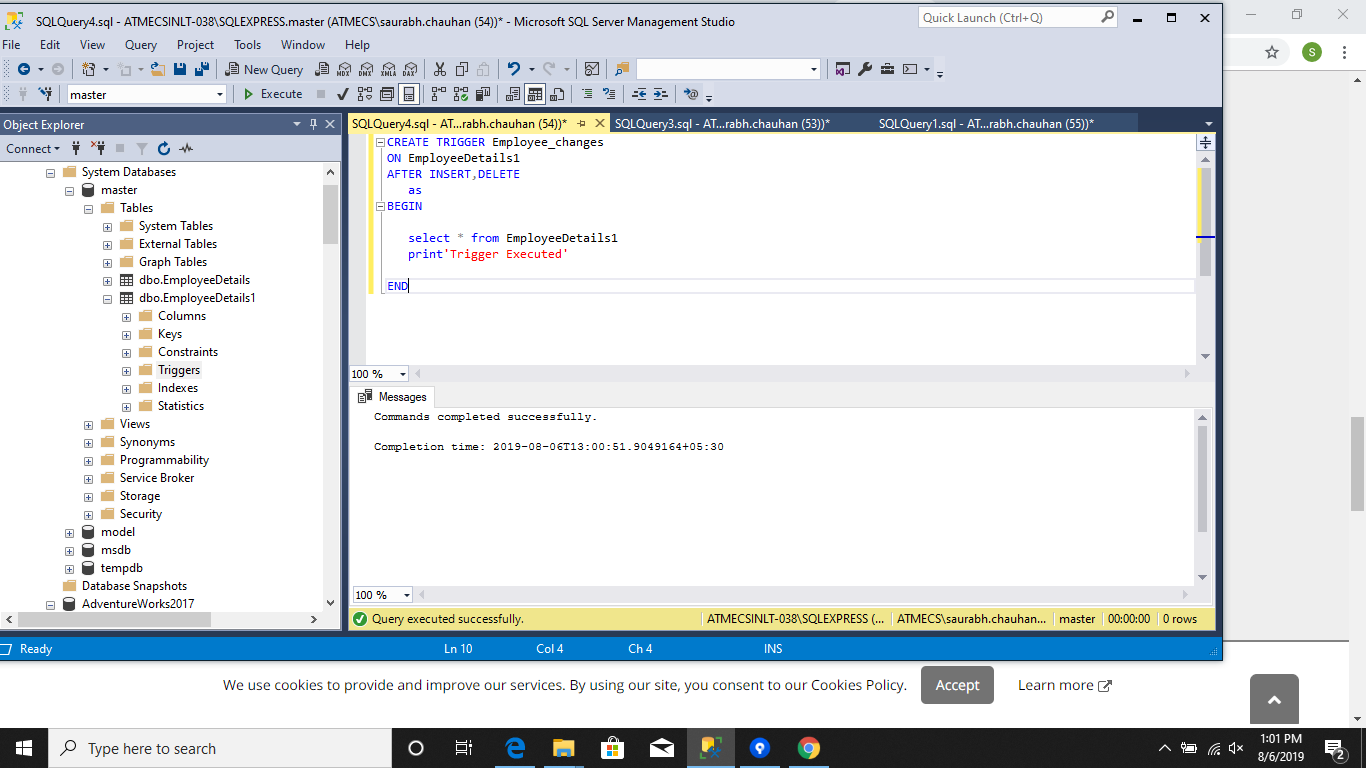 SQLQuery4.sql - ATMECSINLT-038\SQLEXPRESS.master (ATMECS\saurabh.chauhan (54))* - Microsoft SQL Server Management Studio
Quick Launch (Ctrl+Q)
File Edit View Query Project Tools Window Help
S
New Query MDX DMX XMLA DAX
master Execute
Object Explorer
Connect
SQLQuery4.sql - AT...rabh.chauhan (54))* SQLQuery3.sql - AT...rabh.chauhan (53))* SQLQuery1.sql - AT...rabh.chauhan (55))*
System Databases
master
Tables
System Tables
External Tables
Graph Tables
dbo.EmployeeDetails
dbo.EmployeeDetails1
Columns
Keys
Constraints
Triggers
Indexes
Statistics
Views
Synonyms
Programmability
Service Broker
Storage
Security
model
msdb
tempdb
Database Snapshots
AdventureWorks2017
CREATE TRIGGER Employee_changes
ON EmployeeDetails1
AFTER INSERT,DELETE
as
BEGIN
select * from EmployeeDetails1
print'Trigger Executed'
END
100 %
Messages
Commands completed successfully.
Completion time: 2019-08-06T13:00:51.9049164+05:30
100 %
Query executed successfully. ATMECSINLT-038\SQLEXPRESS (... ATMECS\saurabh.chauhan... master 00:00:00 0 rows
Ready Ln 10 Col 4 Ch 4 INS
We use cookies to provide and improve our services. By using our site, you consent to our Cookies Policy. Accept Learn more
Type here to search
1:01 PM
8/6/2019
2